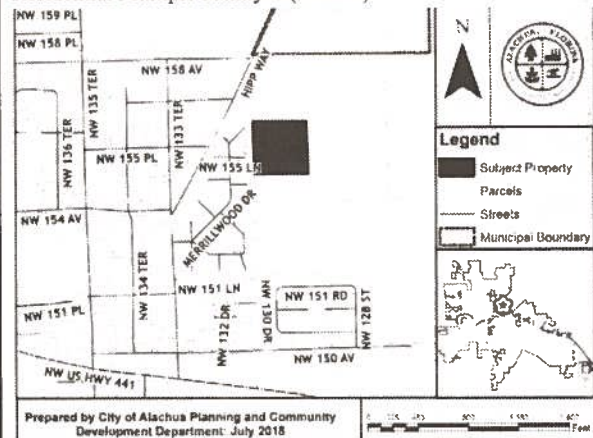 NW 159 PL
NW 158 PL
NW 158 AV
HIPP WAY
NW 135 TER
NW 136 TER
NW 133 TER
NW 155 PL
NW 155 LN
NW 154 AV
MERRILLWOOD DR
NW 134 TER
NW 151 LN
NW 151 PL
NW 132 DR
NW 130 DR
NW 151 RD
NW 128 ST
NW 150 AV
NW US HWY 441
N
ALACHUA, FLORIDA
Legend
Subject Property
Parcels
Streets
Municipal Boundary
Prepared by City of Alachua Planning and Community
Development Department: July 2018
Feet